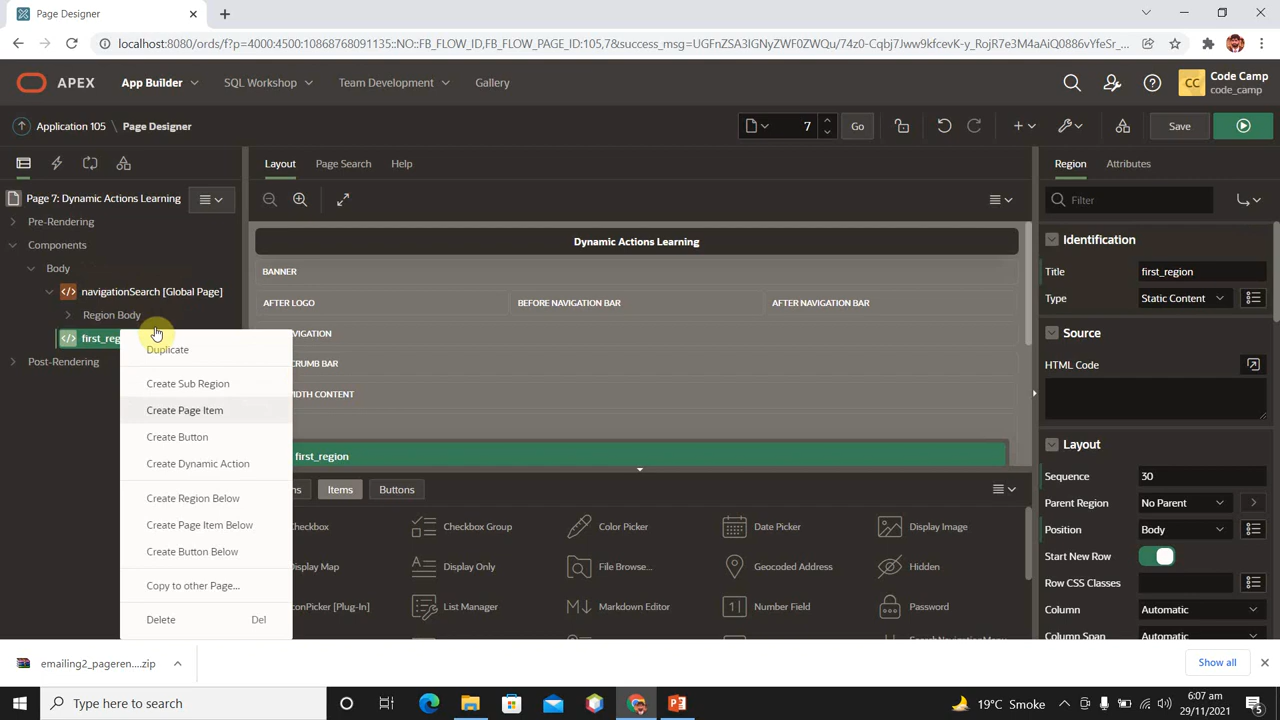 Page Designer
localhost:8080/ords/f?p=4000:4500:10868768091135::NO::FB_FLOW_ID,FB_FLOW_PAGE_ID:105,7&success_msg=UGFnZSA3IGNyZWF0ZWQu/74z0-Cqbj7Jww9kfcevK-y_RojR7e3M4aAiQ0886vYfeSr_...
APEX App Builder SQL Workshop Team Development Gallery
CC Code Camp
code_camp
Application 105 \ Page Designer
7 Go Save
Layout Page Search Help
Region Attributes
Page 7: Dynamic Actions Learning
Pre-Rendering
Components
Body
navigationSearch [Global Page]
Region Body
first_reg
Post-Rendering
Duplicate
Create Sub Region
Create Page Item
Create Button
Create Dynamic Action
Create Region Below
Create Page Item Below
Create Button Below
Copy to other Page...
Delete Del
Dynamic Actions Learning
BANNER
AFTER LOGO BEFORE NAVIGATION BAR AFTER NAVIGATION BAR
VIGATION
CRUMB BAR
WIDTH CONTENT
first_region
ns Items Buttons
heckbox Checkbox Group Color Picker Date Picker Display Image
isplay Map Display Only File Browse... Geocoded Address Hidden
conPicker [Plug-In] List Manager Markdown Editor Number Field Password
Filter
Identification
Title first_region
Type Static Content
Source
HTML Code
Layout
Sequence 30
Parent Region No Parent
Position Body
Start New Row
Row CSS Classes
Column Automatic
Column Span Automatic
emailing2_pageren....zip
Show all
Type here to search
19°C Smoke
6:07 am
29/11/2021
5